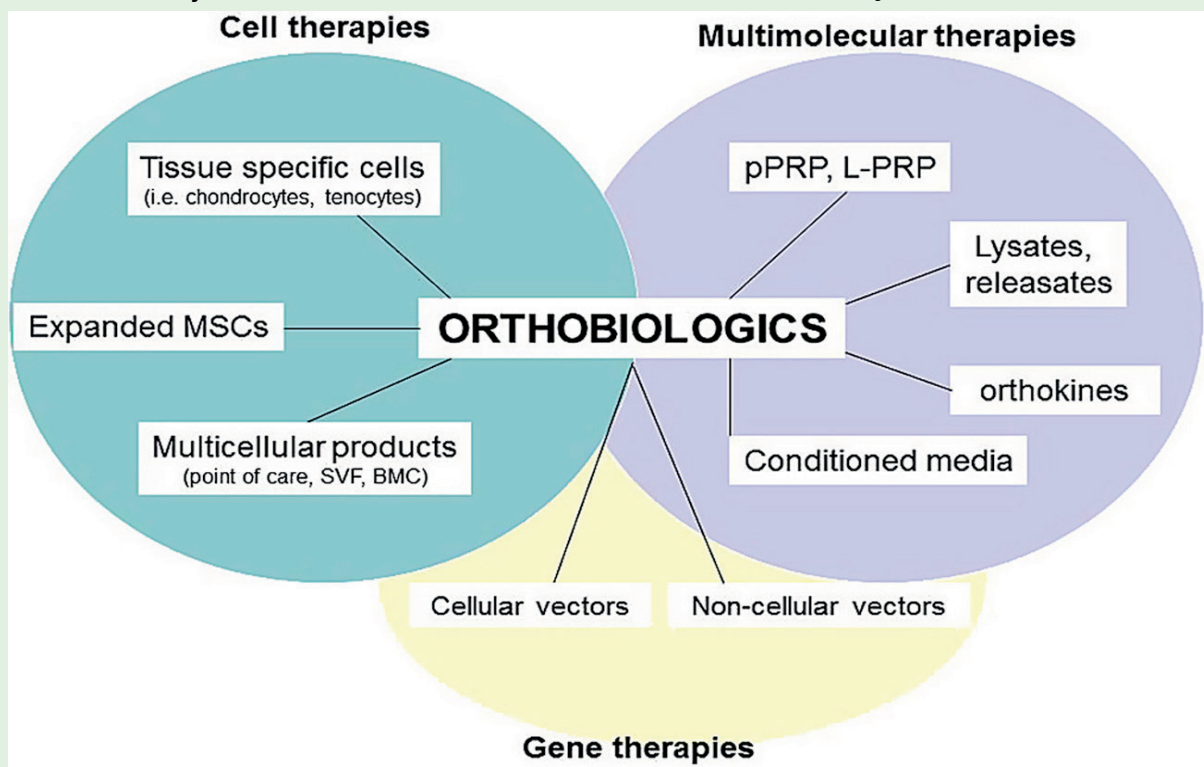 Cell therapies
Multimolecular therapies
Tissue specific cells
(i.e. chondrocytes, tenocytes)
pPRP, L-PRP
Lysates,
releasates
Expanded MSCs
ORTHOBIOLOGICS
orthokines
Multicellular products
(point of care, SVF, BMC)
Conditioned media
Cellular vectors
Non-cellular vectors
Gene therapies